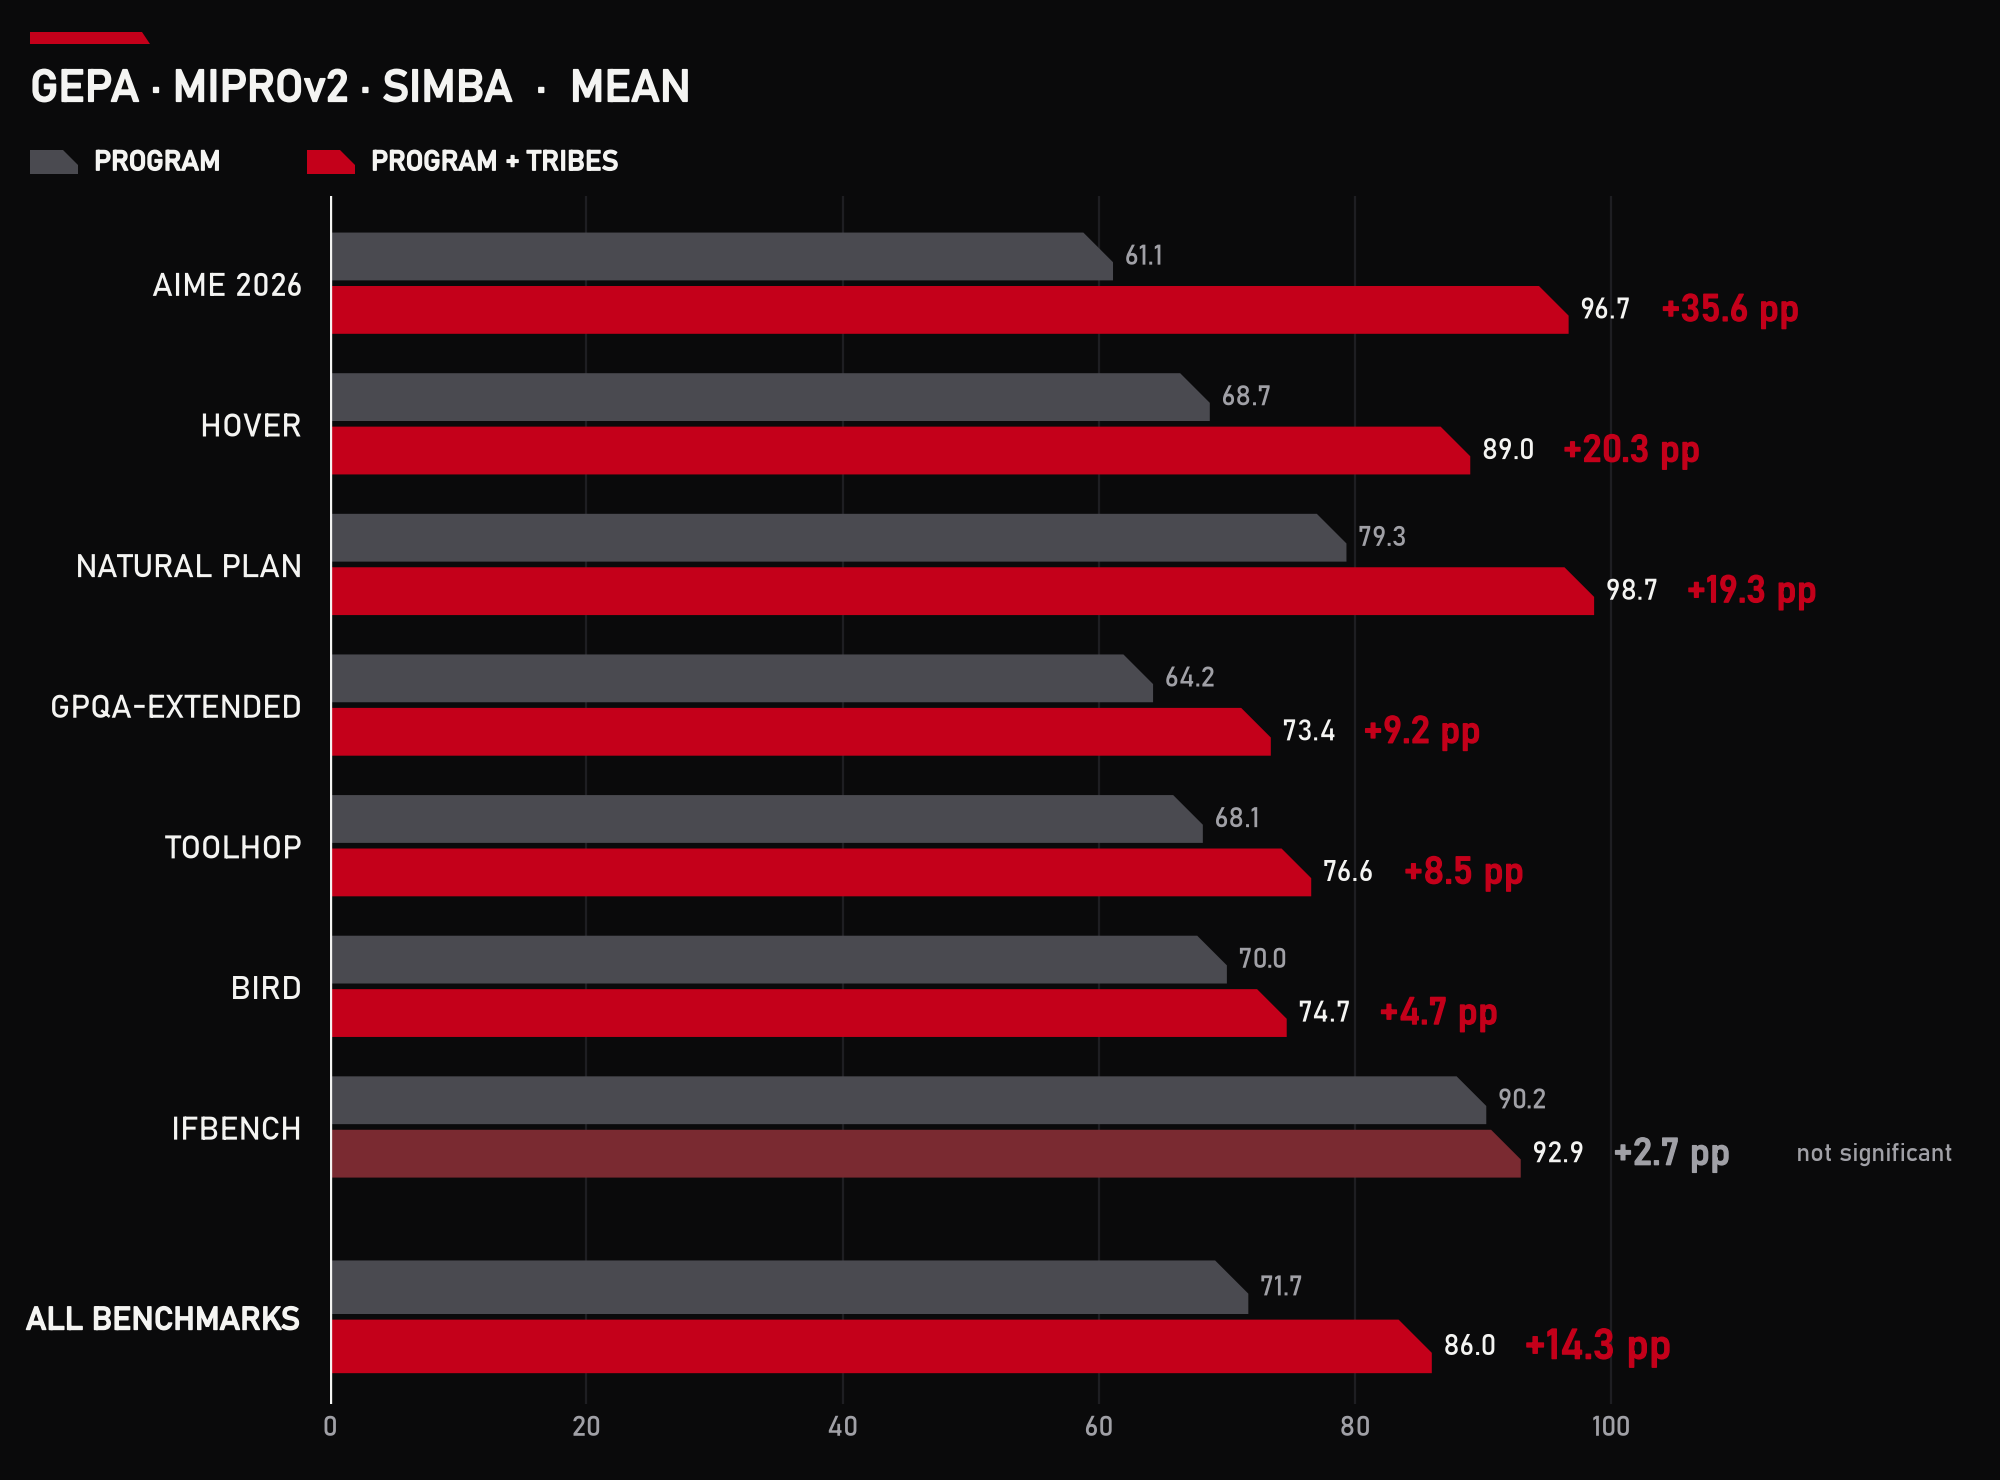 GEPA · MIPROv2 · SIMBA · MEAN
PROGRAM
PROGRAM + TRIBES
AIME 2026
61.1
96.7 +35.6 pp
HOVER
68.7
89.0 +20.3 pp
NATURAL PLAN
79.3
98.7 +19.3 pp
GPQA-EXTENDED
64.2
73.4 +9.2 pp
TOOLHOP
68.1
76.6 +8.5 pp
BIRD
70.0
74.7 +4.7 pp
IFBENCH
90.2
92.9 +2.7 pp not significant
ALL BENCHMARKS
71.7
86.0 +14.3 pp
0 20 40 60 80 100